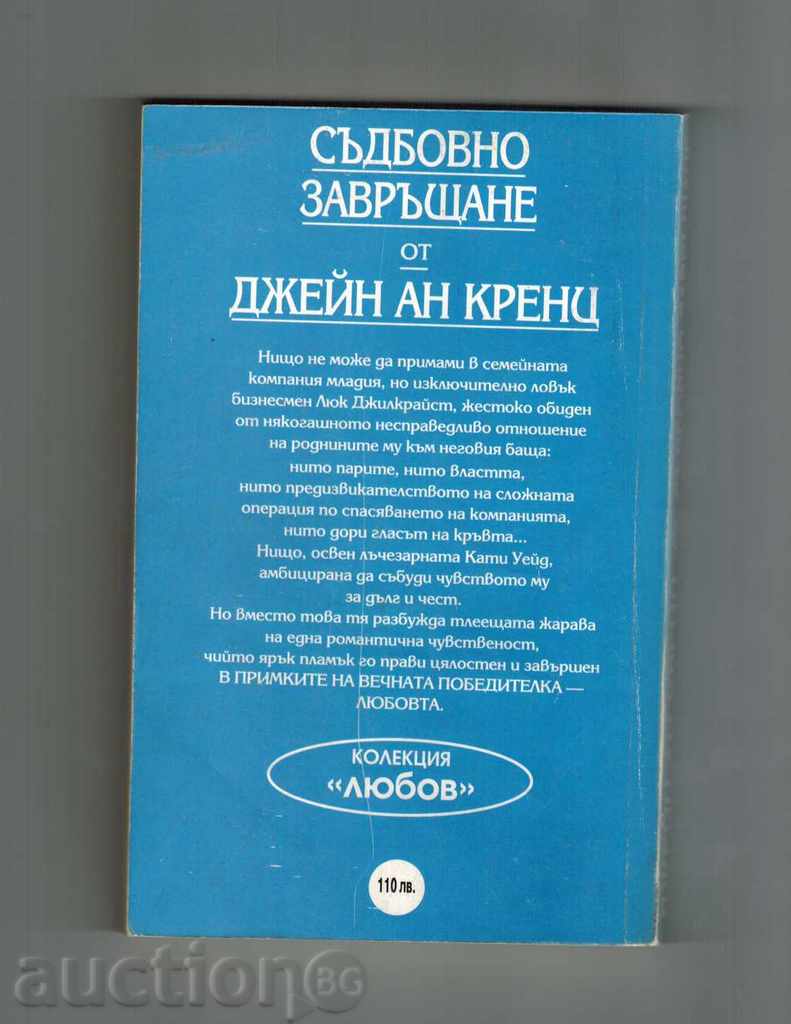 СЪДБОВНО
ЗАВРЪЩАНЕ
ОТ
ДЖЕЙН АН КРЕНЦ
Нищо не може да примами в семейната
компания младия, но изключително ловък
бизнесмен Люк Джилкрайст, жестоко обиден
от някогашното несправедливо отношение
на роднините му към неговия баща:
нито парите, нито властта,
нито предизвикателството на сложната
операция по спасяването на компанията,
нито дори гласът на кръвта...
Нищо, освен лъчезарната Кати Уейд,
амбицирана да събуди чувството му
за дълг и чест.
Но вместо това тя разбужда тлеещата жарава
на една романтична чувственост,
чийто ярък пламък го прави цялостен и завършен
В ПРИМКИТЕ НА ВЕЧНАТА ПОБЕДИТЕЛКА —
ЛЮБОВТА.
КОЛЕКЦИЯ
«ЛЮБОВ»
110 лв.
auctionBG